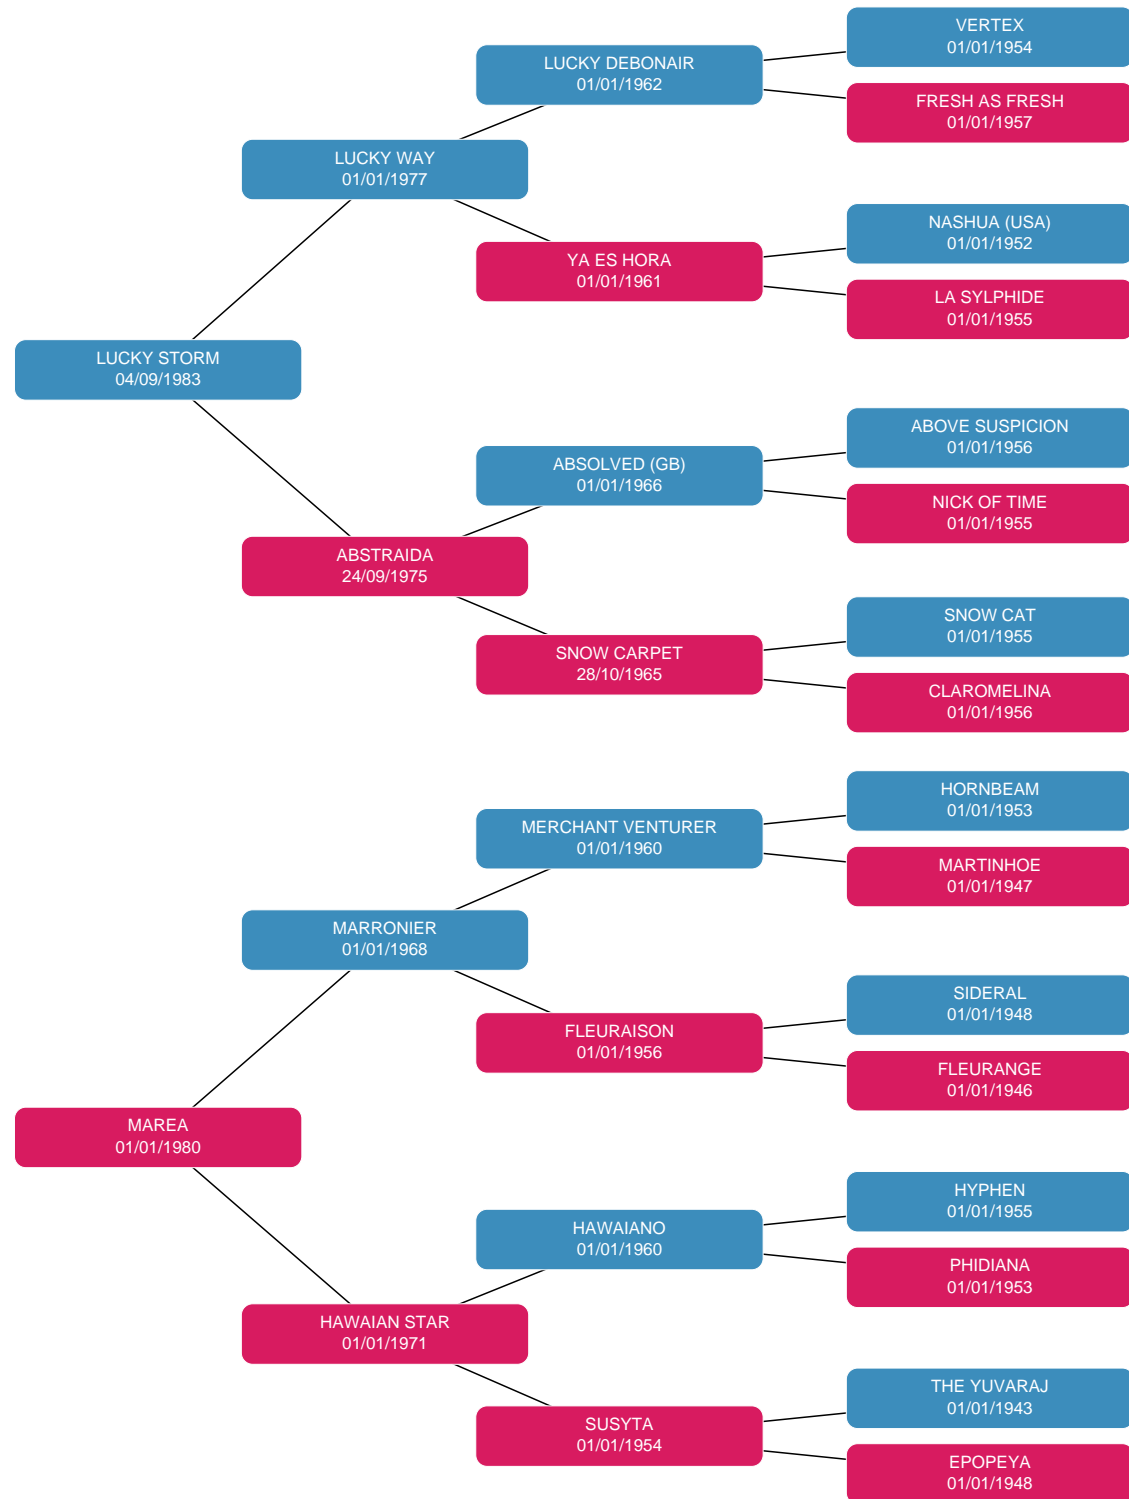 VERTEX
01/01/1954
LUCKY DEBONAIR
01/01/1962
FRESH AS FRESH
01/01/1957
LUCKY WAY
01/01/1977
NASHUA (USA)
01/01/1952
YA ES HORA
01/01/1961
LA SYLPHIDE
01/01/1955
LUCKY STORM
04/09/1983
ABOVE SUSPICION
01/01/1956
ABSOLVED (GB)
01/01/1966
NICK OF TIME
01/01/1955
ABSTRAIDA
24/09/1975
SNOW CAT
01/01/1955
SNOW CARPET
28/10/1965
CLAROMELINA
01/01/1956
HORNBEAM
01/01/1953
MERCHANT VENTURER
01/01/1960
MARTINHOE
01/01/1947
MARRONIER
01/01/1968
SIDERAL
01/01/1948
FLEURAISON
01/01/1956
FLEURANGE
01/01/1946
MAREA
01/01/1980
HYPHEN
01/01/1955
HAWAIANO
01/01/1960
PHIDIANA
01/01/1953
HAWAIAN STAR
01/01/1971
THE YUVARAJ
01/01/1943
SUSYTA
01/01/1954
EPOPEYA
01/01/1948